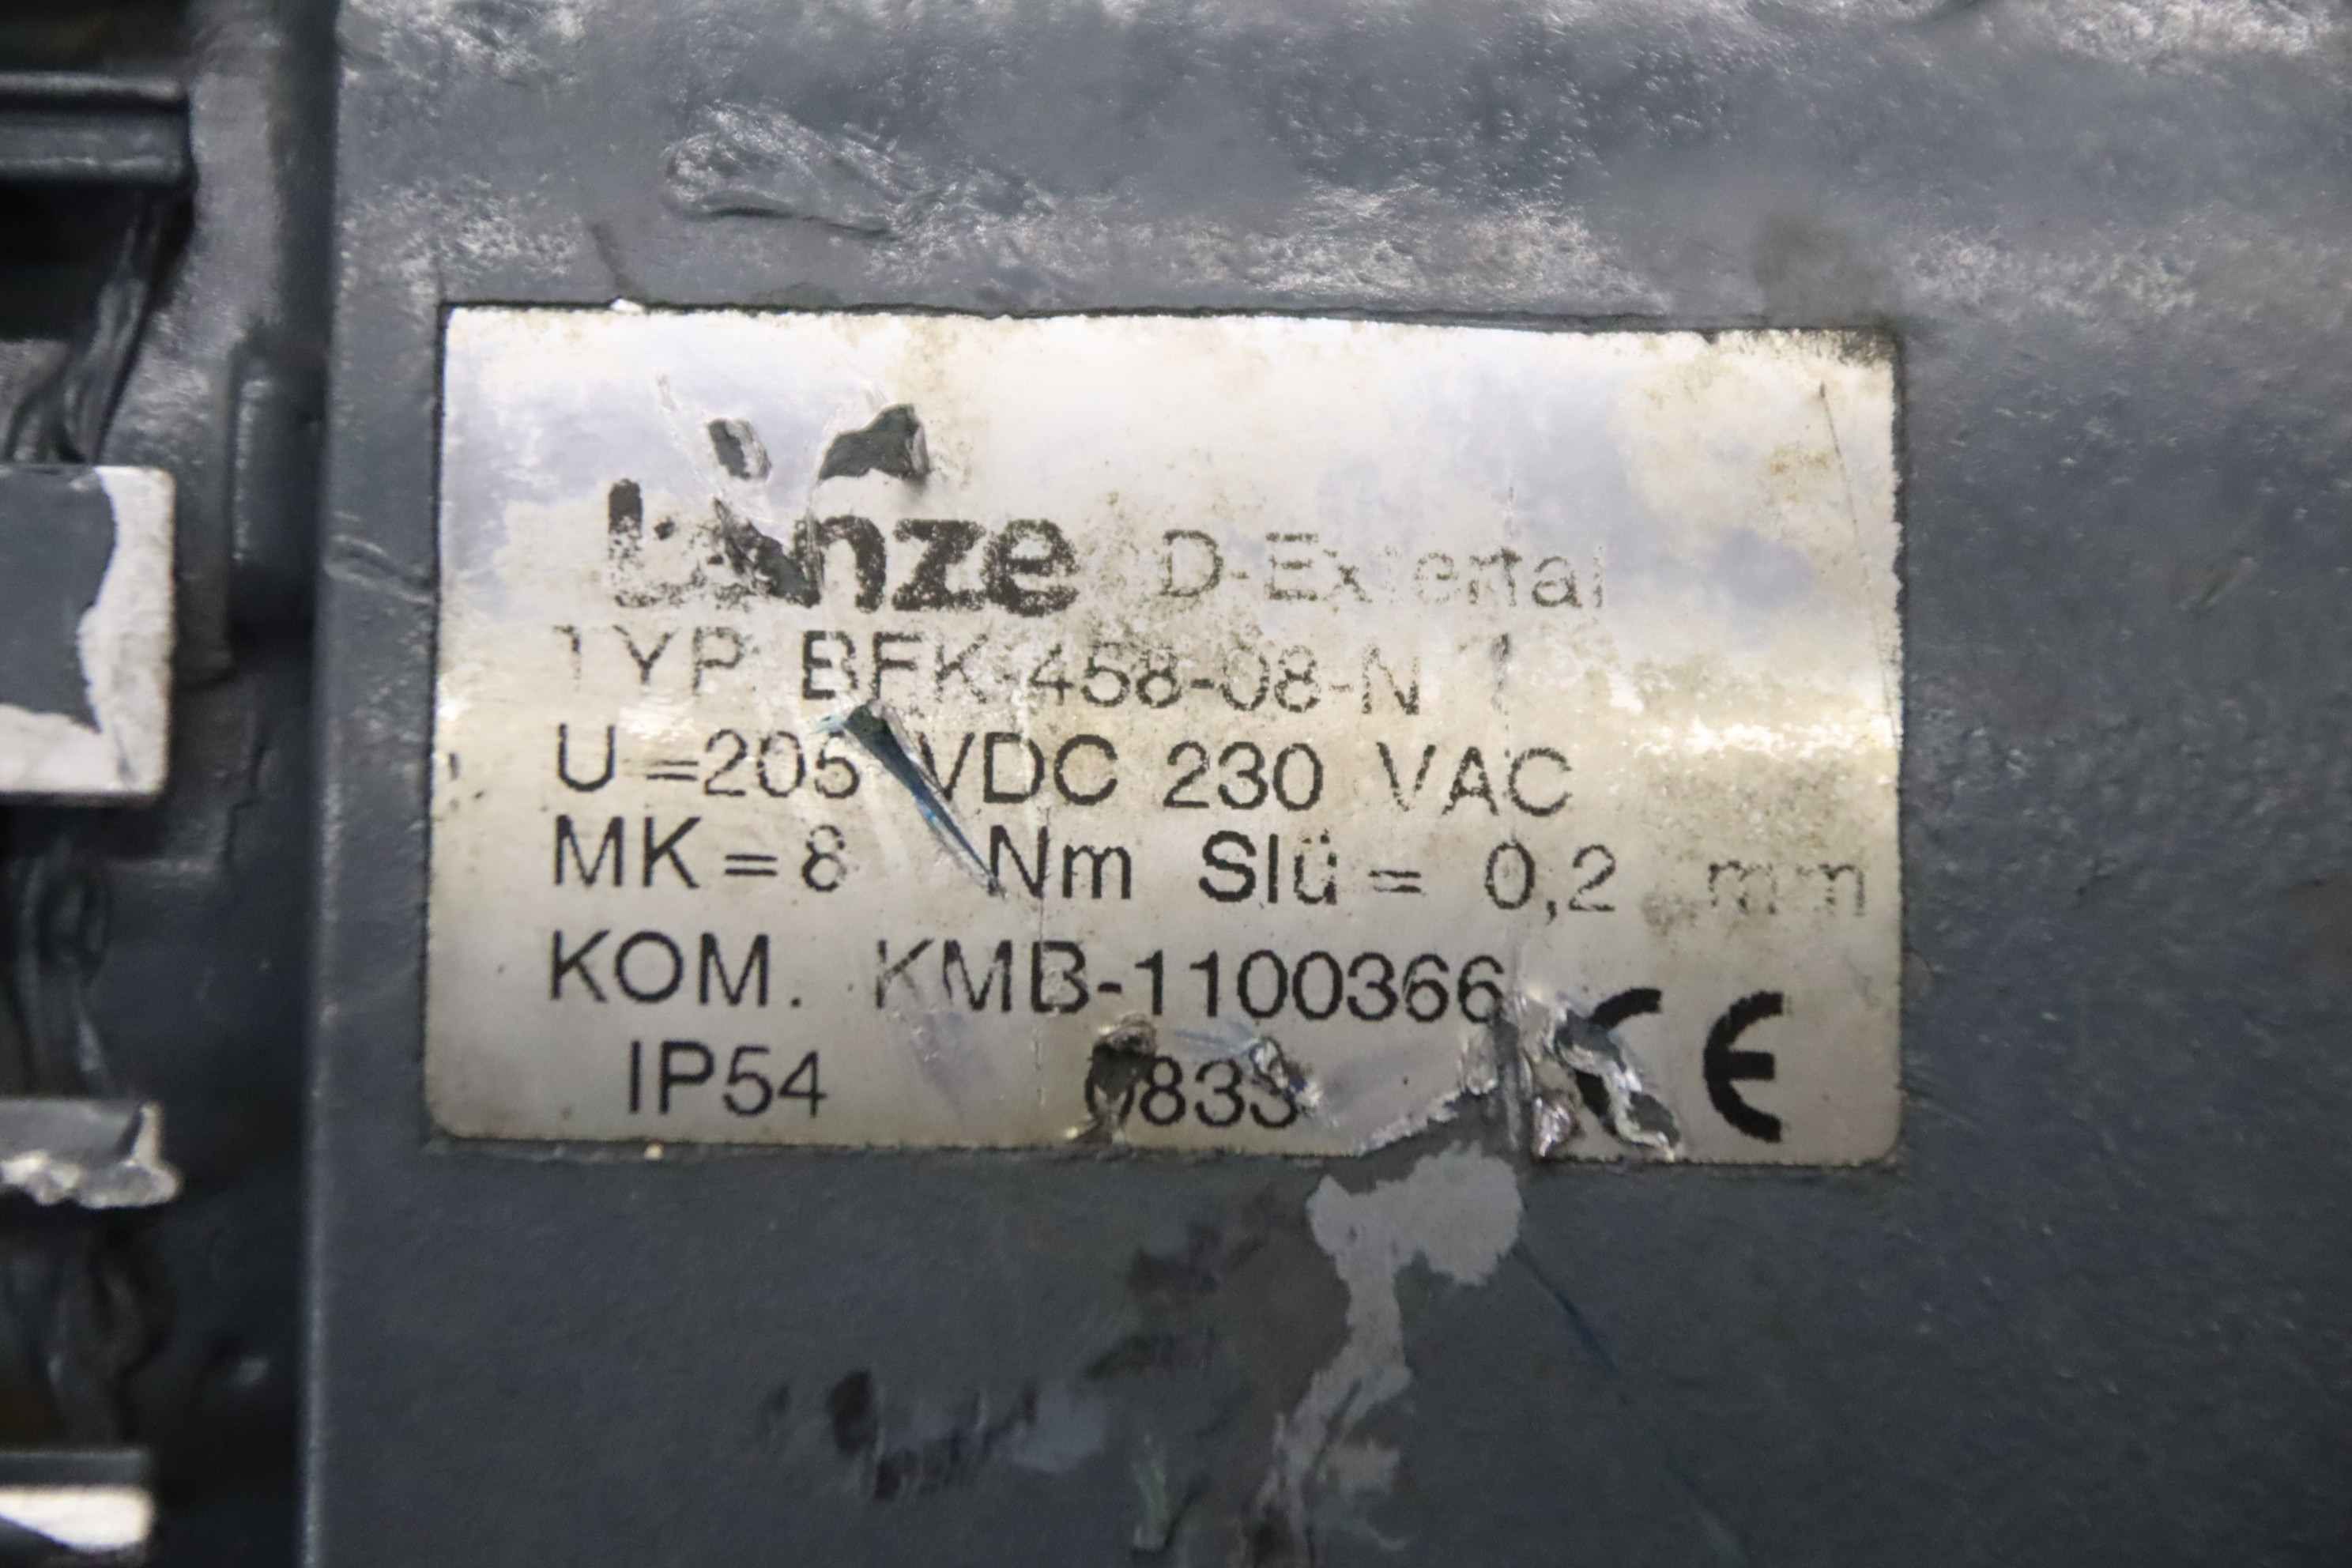 Lenze D-Extertal
TYP BFK-458-08-N
U=205 VDC 230 VAC
MK=8 Nm Slü= 0,2 mm
KOM. KMB-1100366
IP54 0833 CE